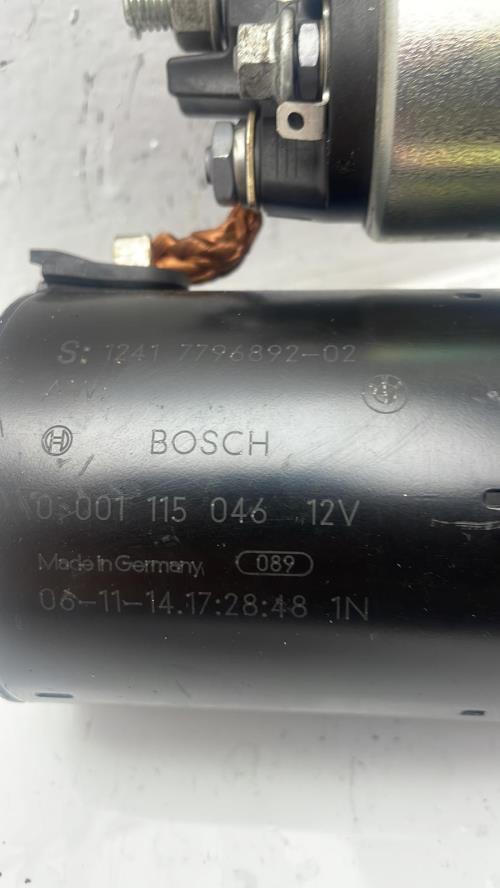 S: 1241 7796892-02
BOSCH
0 001 115 046 12V
Made in Germany 089
06-11-14.17:28:48 1N